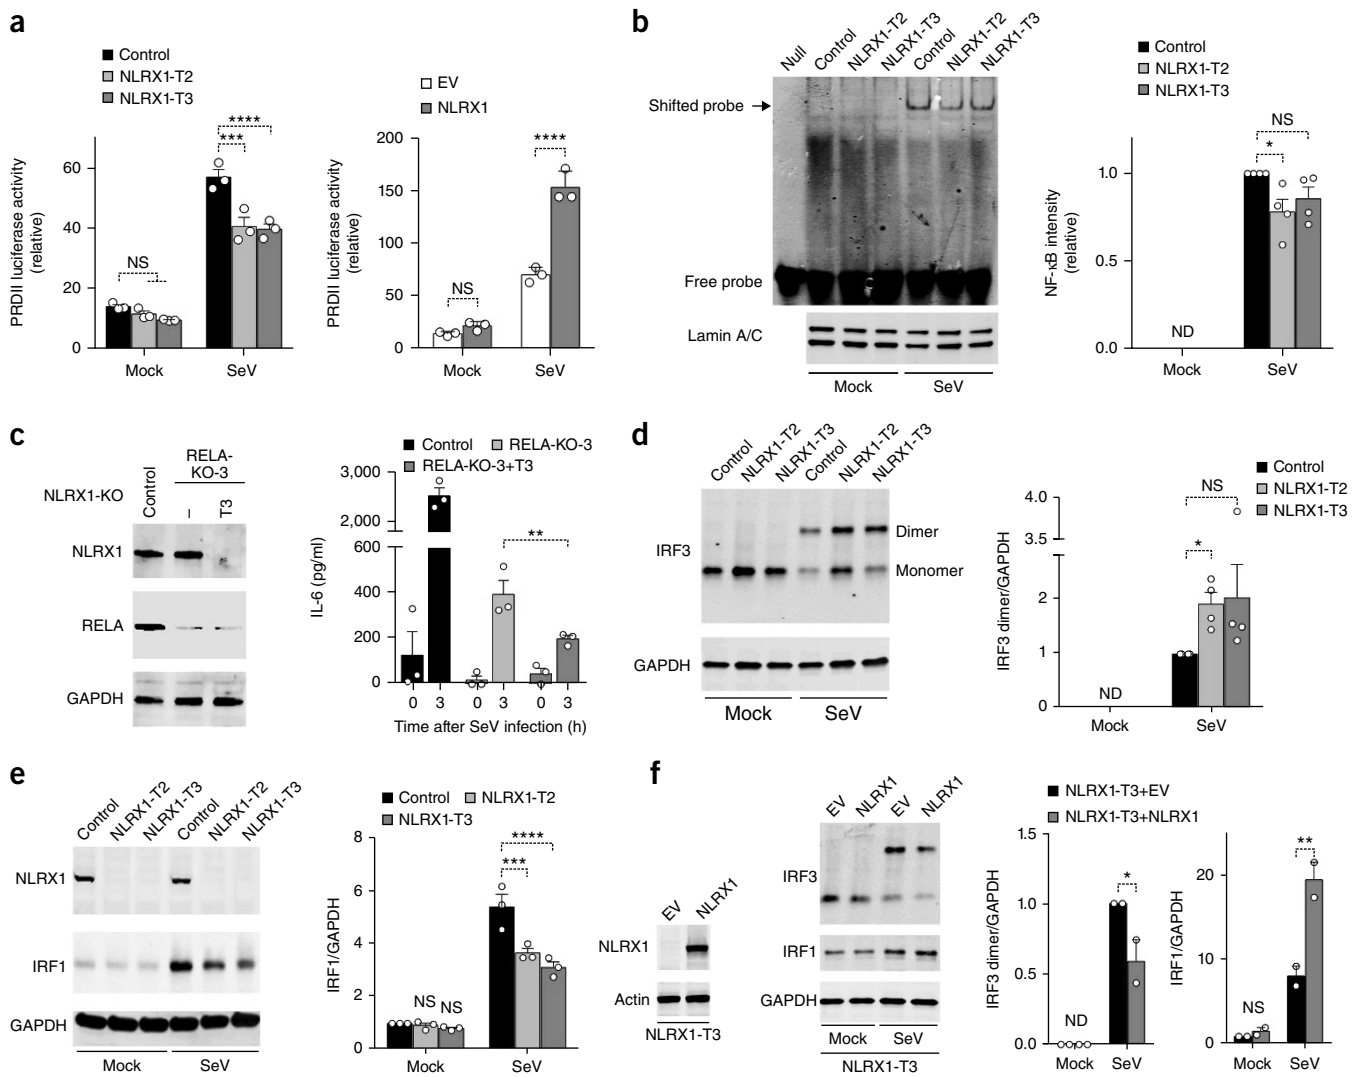 a
Control
NLRX1-T2
NLRX1-T3
PRDII luciferase activity
(relative)
60
40
20
0
NS
***
****
Mock
SeV
EV
NLRX1
PRDII luciferase activity
(relative)
200
150
100
50
0
NS
****
Mock
SeV
b
Null
Control
NLRX1-T2
NLRX1-T3
Control
NLRX1-T2
NLRX1-T3
Shifted probe
Free probe
Lamin A/C
Mock
SeV
Control
NLRX1-T2
NLRX1-T3
NF-κB intensity
(relative)
1.0
0.5
0.0
ND
*
NS
Mock
SeV
c
RELA-
KO-3
NLRX1-KO
Control
–
T3
NLRX1
RELA
GAPDH
Control
RELA-KO-3
RELA-KO-3+T3
IL-6 (pg/ml)
3,000
2,000
600
400
200
0
**
0 3 0 3 0 3
Time after SeV infection (h)
d
Control
NLRX1-T2
NLRX1-T3
Control
NLRX1-T2
NLRX1-T3
IRF3
Dimer
Monomer
GAPDH
Mock
SeV
Control
NLRX1-T2
NLRX1-T3
IRF3 dimer/GAPDH
4.0
3.5
2
1
0
ND
*
NS
Mock
SeV
e
Control
NLRX1-T2
NLRX1-T3
Control
NLRX1-T2
NLRX1-T3
NLRX1
IRF1
GAPDH
Mock
SeV
Control
NLRX1-T2
NLRX1-T3
IRF1/GAPDH
8
6
4
2
0
NS
NS
***
****
Mock
SeV
f
EV
NLRX1
NLRX1
Actin
NLRX1-T3
EV
NLRX1
EV
NLRX1
IRF3
IRF1
GAPDH
Mock
SeV
NLRX1-T3
NLRX1-T3+EV
NLRX1-T3+NLRX1
IRF3 dimer/GAPDH
1.5
1.0
0.5
0.0
ND
*
Mock
SeV
IRF1/GAPDH
20
10
0
NS
**
Mock
SeV